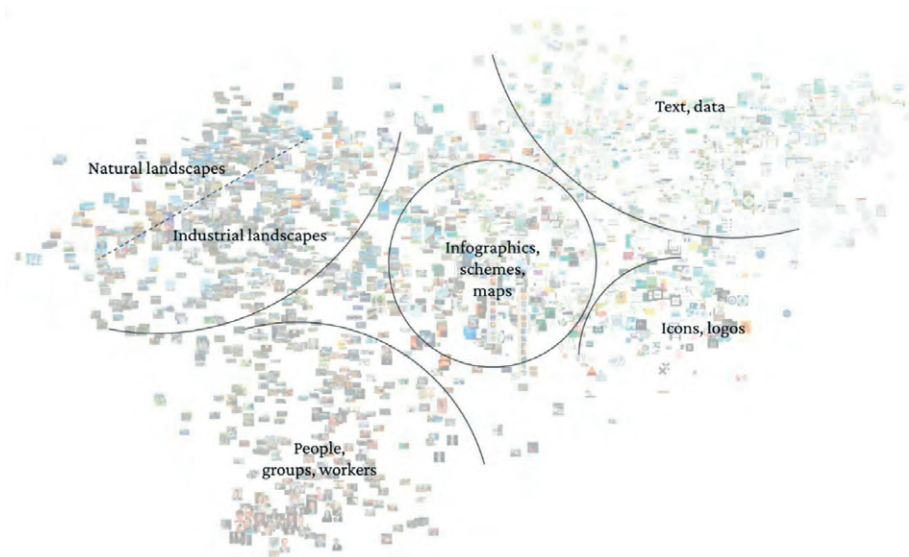 Text, data
Natural landscapes
Industrial landscapes
Infographics,
schemes,
maps
Icons, logos
People,
groups, workers